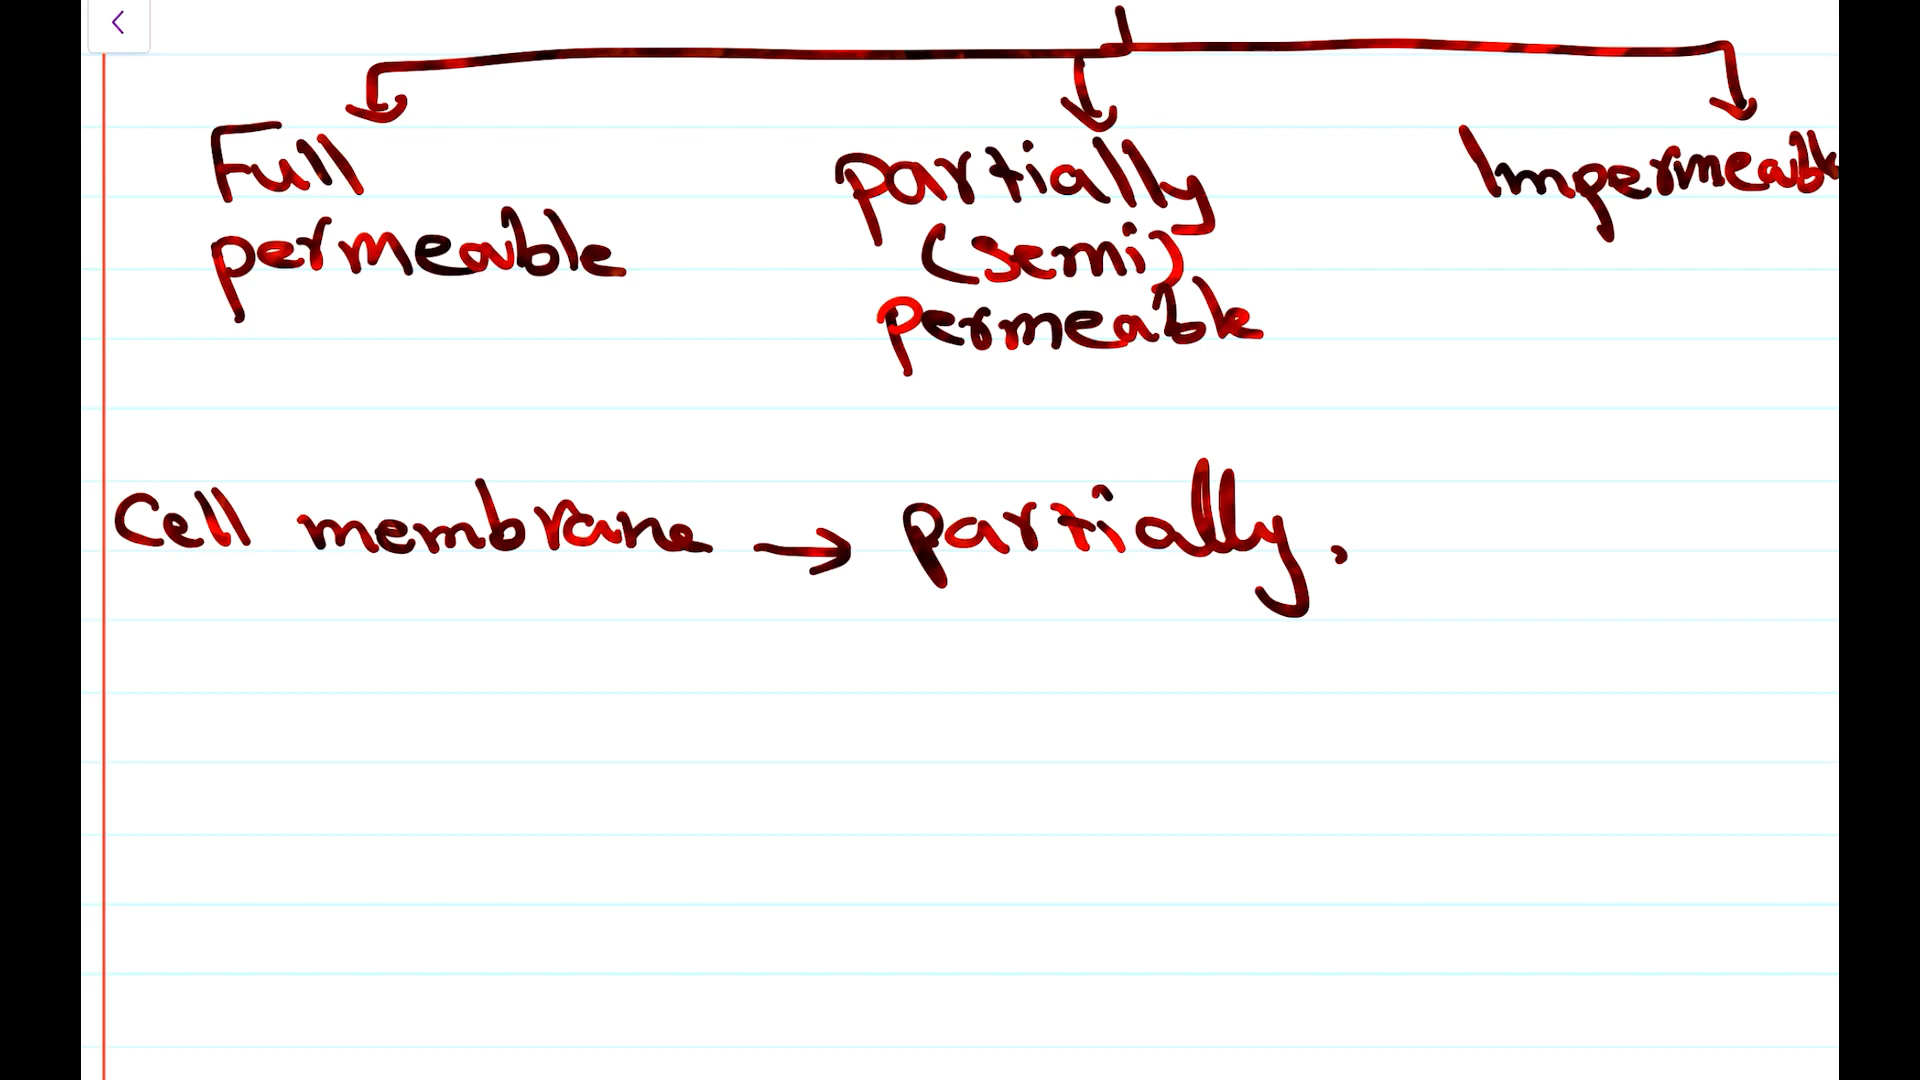 Full partially Impermeable
permeable (semi)
permeable
Cell membrane → partially.